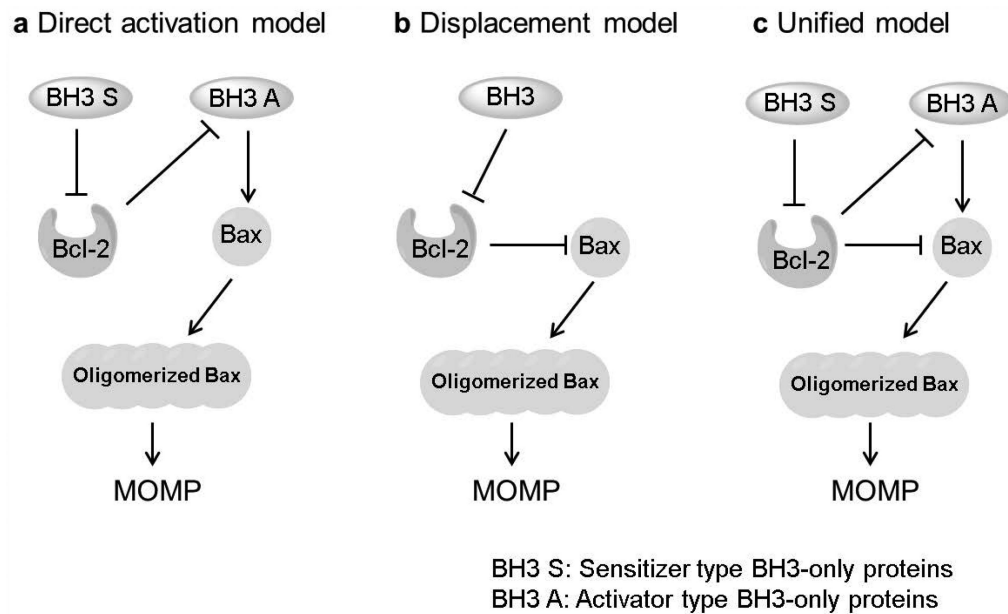 a Direct activation model
BH3 S
BH3 A
Bcl-2
Bax
Oligomerized Bax
MOMP
b Displacement model
BH3
Bcl-2
Bax
Oligomerized Bax
MOMP
c Unified model
BH3 S
BH3 A
Bcl-2
Bax
Oligomerized Bax
MOMP
BH3 S: Sensitizer type BH3-only proteins
BH3 A: Activator type BH3-only proteins